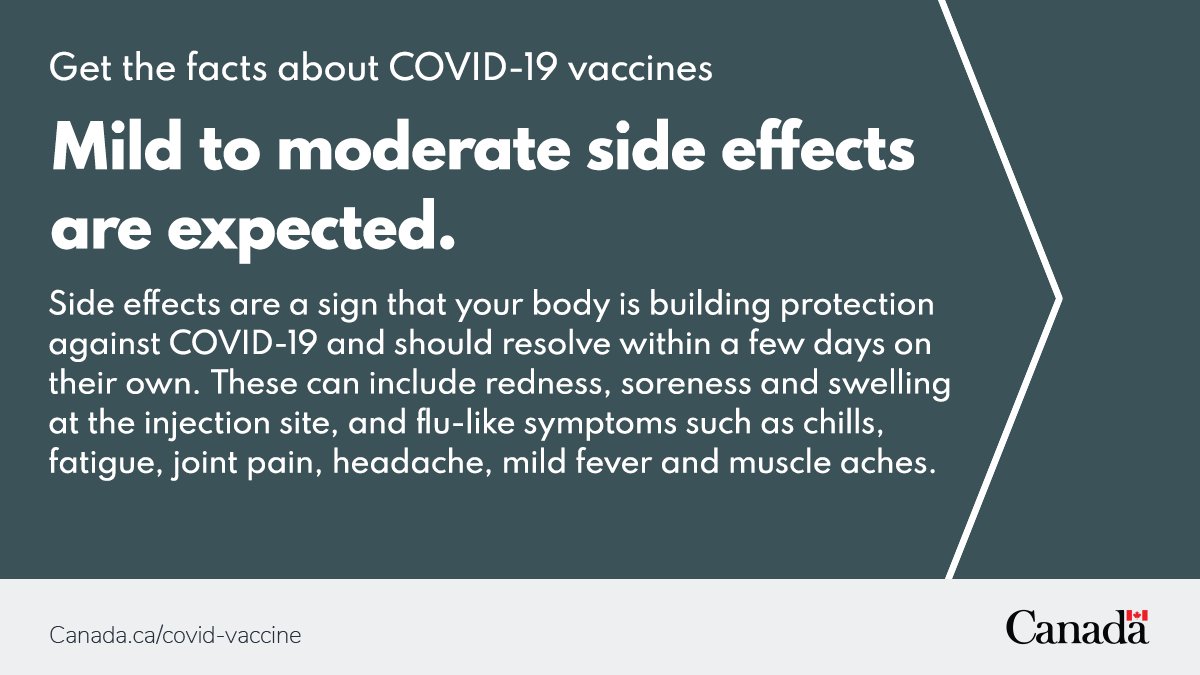 Get the facts about COVID-19 vaccines
Mild to moderate side effects
are expected.
Side effects are a sign that your body is building protection
against COVID-19 and should resolve within a few days on
their own. These can include redness, soreness and swelling
at the injection site, and flu-like symptoms such as chills,
fatigue, joint pain, headache, mild fever and muscle aches.
Canada.ca/covid-vaccine
Canada